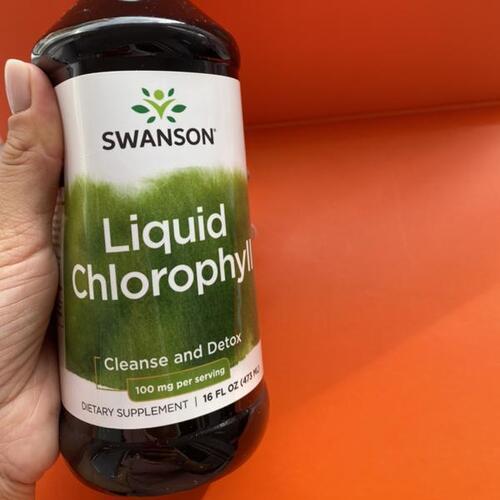 SWANSON®
Liquid
Chlorophyll
Cleanse and Detox
100 mg per serving
DIETARY SUPPLEMENT | 16 FL OZ (473 ML)